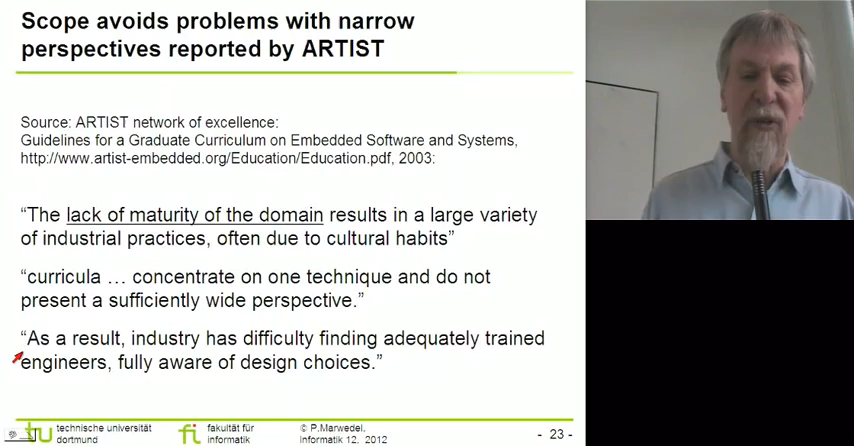 Scope avoids problems with narrow
perspectives reported by ARTIST
Source: ARTIST network of excellence:
Guidelines for a Graduate Curriculum on Embedded Software and Systems,
http://www.artist-embedded.org/Education/Education.pdf, 2003:
“The lack of maturity of the domain results in a large variety
of industrial practices, often due to cultural habits”
“curricula … concentrate on one technique and do not
present a sufficiently wide perspective.”
“As a result, industry has difficulty finding adequately trained
engineers, fully aware of design choices.”
tu
technische universität
dortmund
fi
fakultät für
informatik
© P.Marwedel,
Informatik 12, 2012
- 23 -